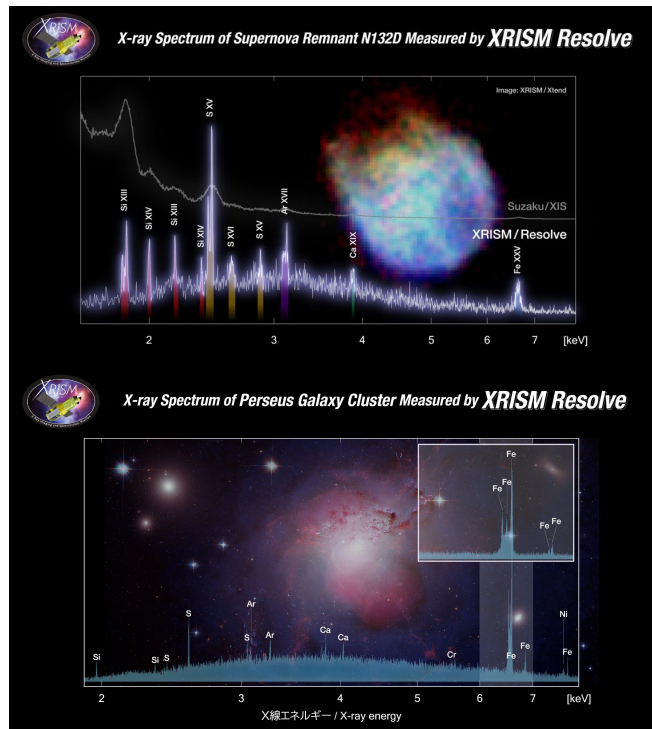 XRISM
X-ray Spectrum of Supernova Remnant N132D Measured by XRISM Resolve
Image: XRISM / Xtend
S XV
Si XIII
Si XIV
Si XIII
Si XIV
S XVI
S XV
Ar XVII
Ca XIX
Fe XXV
Suzaku/XIS
XRISM/Resolve
2 3 4 5 6 7 [keV]
XRISM
X-ray Spectrum of Perseus Galaxy Cluster Measured by XRISM Resolve
Fe
Fe Fe
Fe Fe
Si
Si S
S
S
Ar
Ar
Ca
Ca
Cr
Fe
Fe
Ni
Fe
2 3 4 5 6 7 [keV]
X線エネルギー / X-ray energy